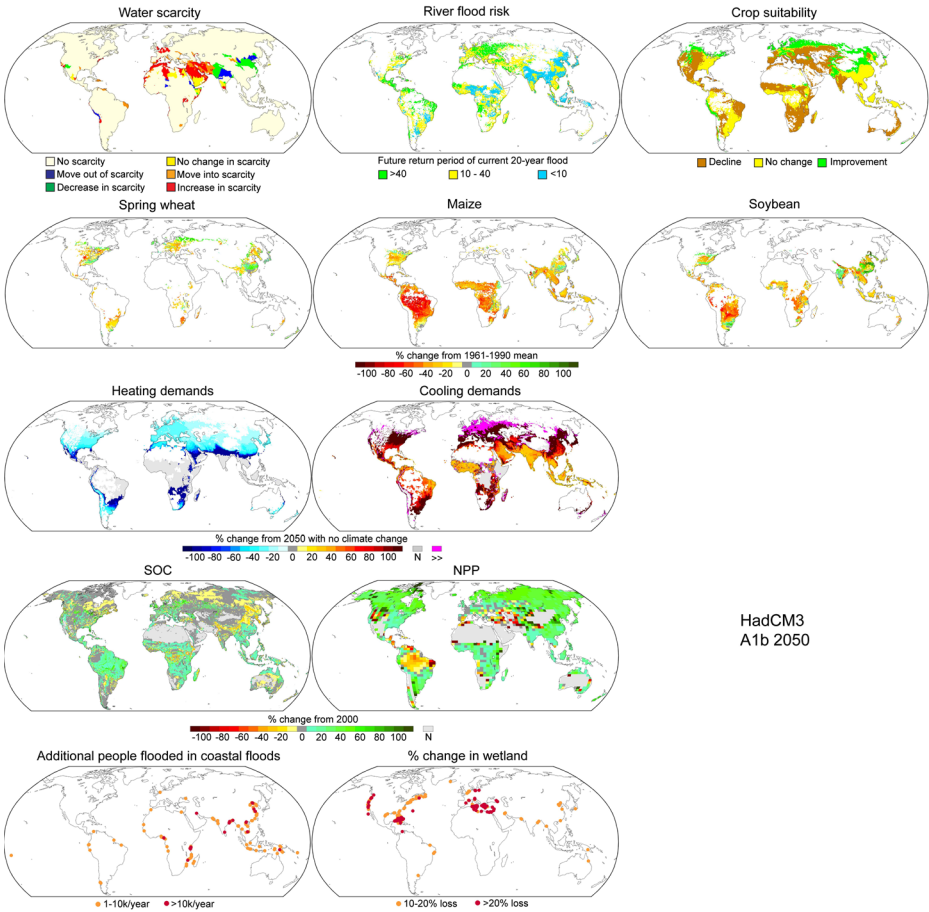 Water scarcity
River flood risk
Crop suitability
No scarcity
No change in scarcity
Move out of scarcity
Move into scarcity
Decrease in scarcity
Increase in scarcity
Future return period of current 20-year flood
>40
10 - 40
<10
Decline
No change
Improvement
Spring wheat
Maize
Soybean
% change from 1961-1990 mean
-100 -80 -60 -40 -20 0 20 40 60 80 100
Heating demands
Cooling demands
% change from 2050 with no climate change
-100 -80 -60 -40 -20 0 20 40 60 80 100 N >>
SOC
NPP
HadCM3
A1b 2050
% change from 2000
-100 -80 -60 -40 -20 0 20 40 60 80 100 N
Additional people flooded in coastal floods
% change in wetland
1-10k/year
>10k/year
10-20% loss
>20% loss